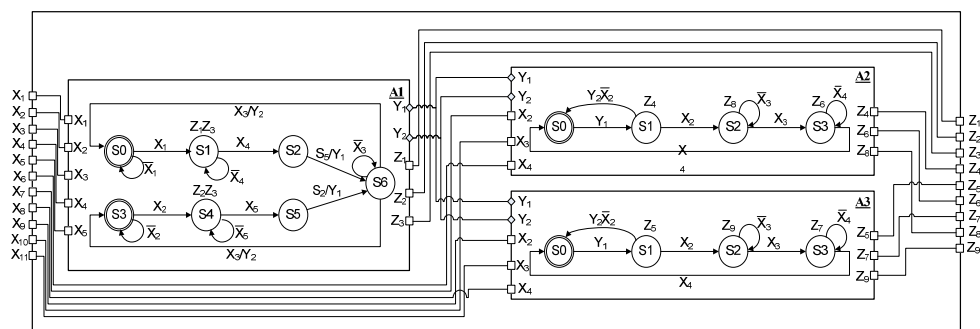 A1
X₃/Y₂
S0
X₁
X̅₁
Z₁Z₃
S1
X₄
X̅₄
S2
S₅/Y₁
X̅₃
S6
S3
X₂
X̅₂
Z₂Z₃
S4
X₅
X̅₅
S5
S₂/Y₁
X₃/Y₂
X₁
X₂
X₃
X₄
X₅
X₆
X₇
X₈
X₉
X₁₀
X₁₁
X₁
X₂
X₃
X₄
X₅
Y₁
Y₂
Z₁
Z₂
Z₃
A2
Y₁
Y₂
X₂
X₃
X₄
S0
Y₂X̅₂
Y₁
Z₄
S1
X₂
Z₈
X̅₃
S2
X₃
Z₆
X̅₄
S3
X
4
Z₄
Z₆
Z₈
A3
Y₁
Y₂
X₂
X₃
X₄
S0
Y₂X̅₂
Y₁
Z₅
S1
X₂
Z₉
X̅₃
S2
X₃
Z₇
X̅₄
S3
X₄
Z₅
Z₇
Z₉
Z₁
Z₂
Z₃
Z₄
Z₅
Z₆
Z₇
Z₈
Z₉